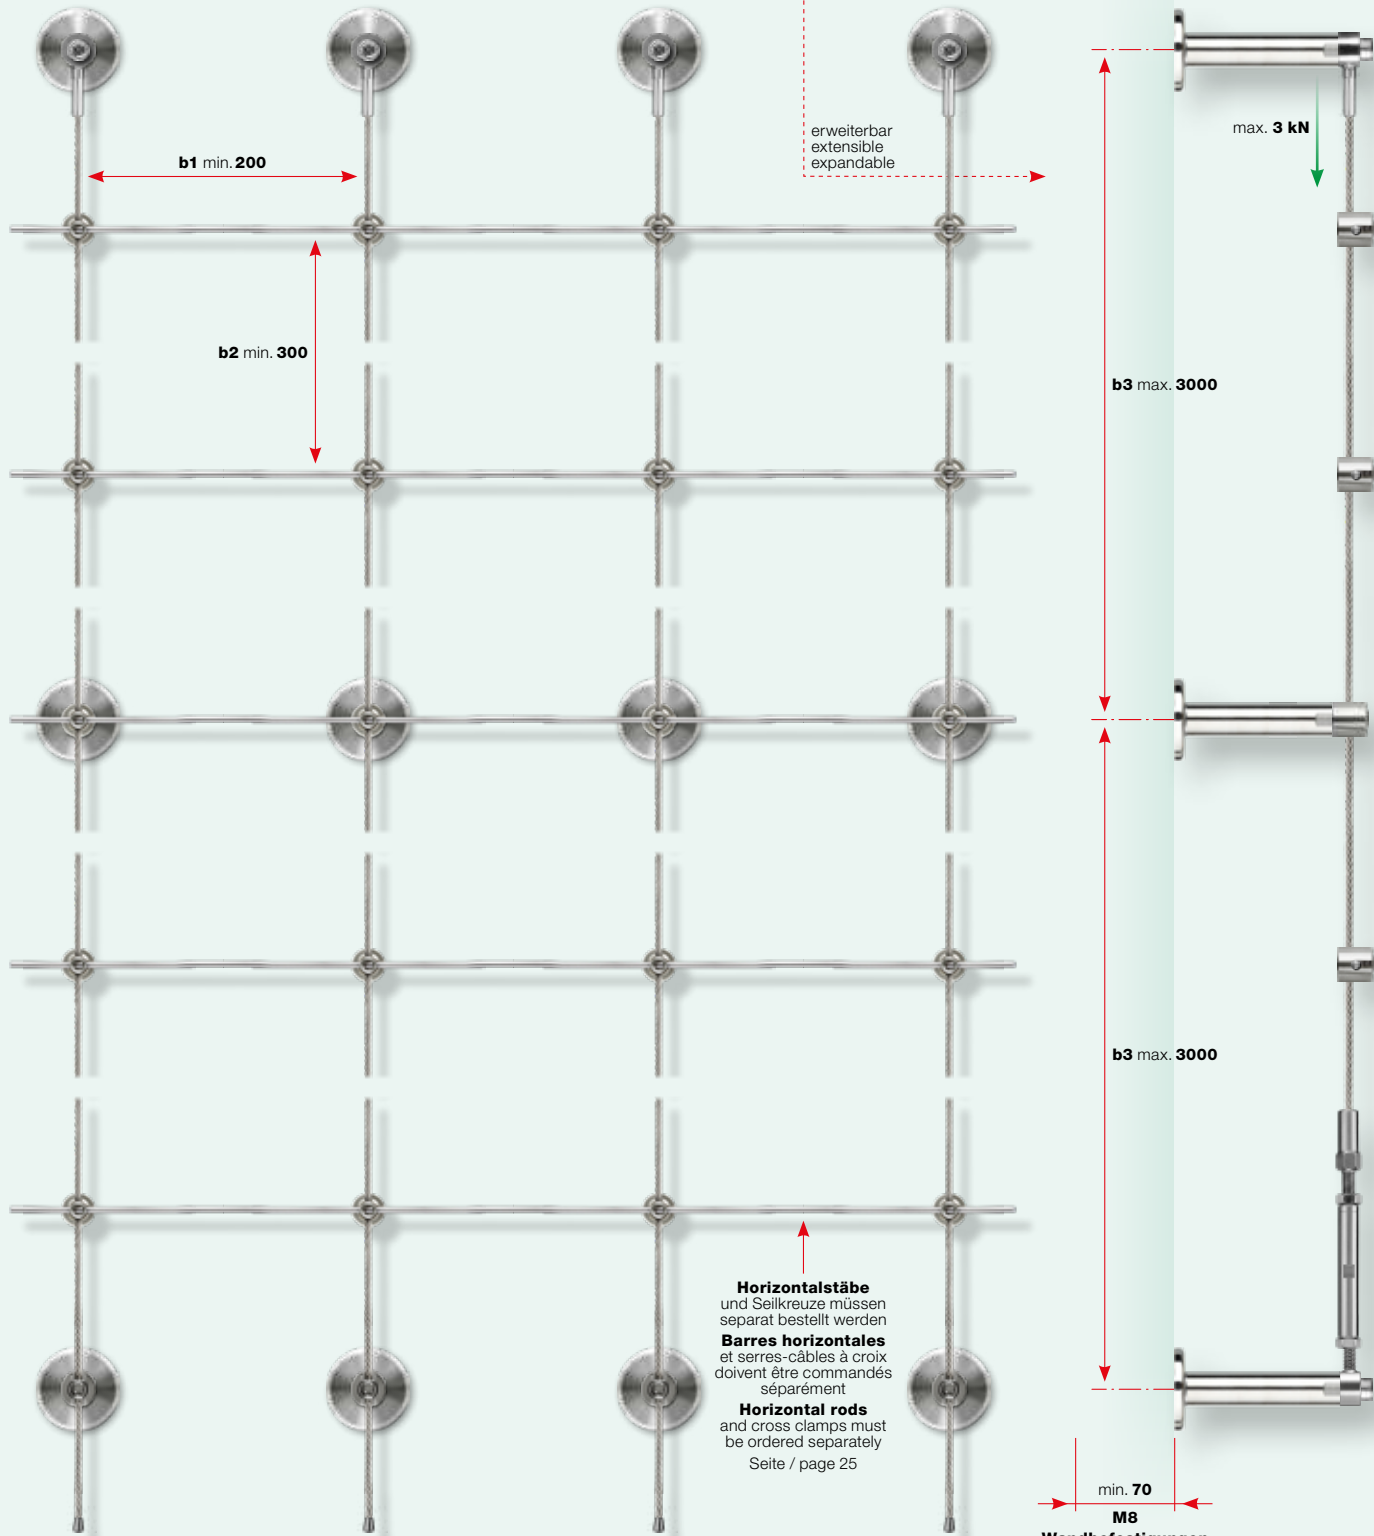 erweiterbar
extensible
expandable
max. 3 kN
b1 min. 200
b2 min. 300
b3 max. 3000
b3 max. 3000
Horizontalstäbe
und Seilkreuze müssen
separat bestellt werden
Barres horizontales
et serres-câbles à croix
doivent être commandés
séparément
Horizontal rods
and cross clamps must
be ordered separately
Seite / page 25
min. 70
M8
Wandbefestigungen